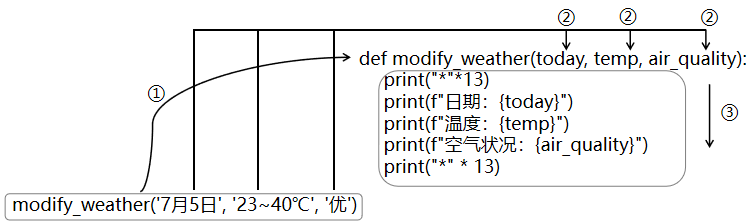 ② ② ②
def modify_weather(today, temp, air_quality):
①
print("*"*13)
print(f"日期：{today}")
③
print(f"温度：{temp}")
print(f"空气状况：{air_quality}")
print("*" * 13)
modify_weather('7月5日', '23~40℃', '优')